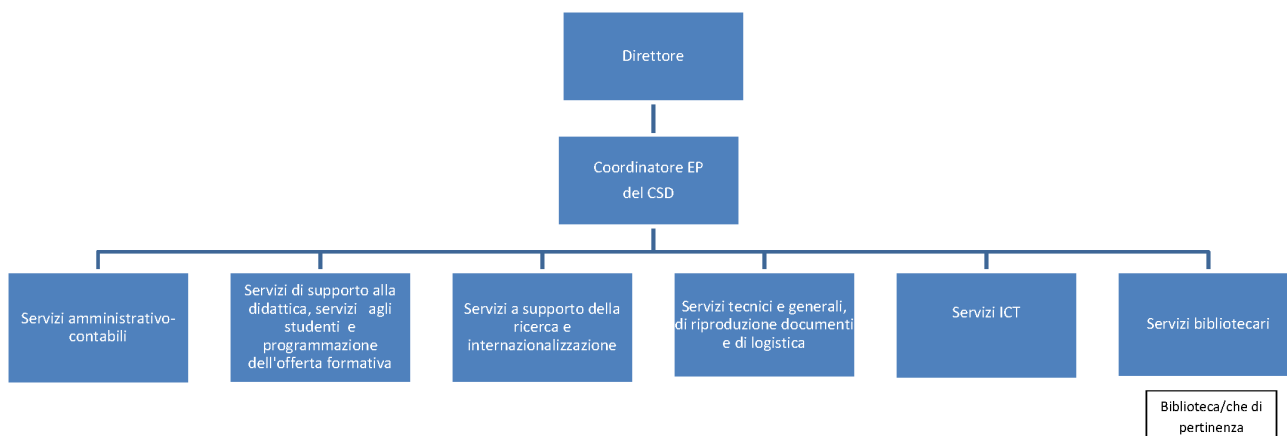 Direttore
Coordinatore EP
del CSD
Servizi amministrativo-
contabili
Servizi di supporto alla
didattica, servizi agli
studenti e
programmazione
dell'offerta formativa
Servizi a supporto della
ricerca e
internazionalizzazione
Servizi tecnici e generali,
di riproduzione documenti
e di logistica
Servizi ICT
Servizi bibliotecari
Biblioteca/che di
pertinenza